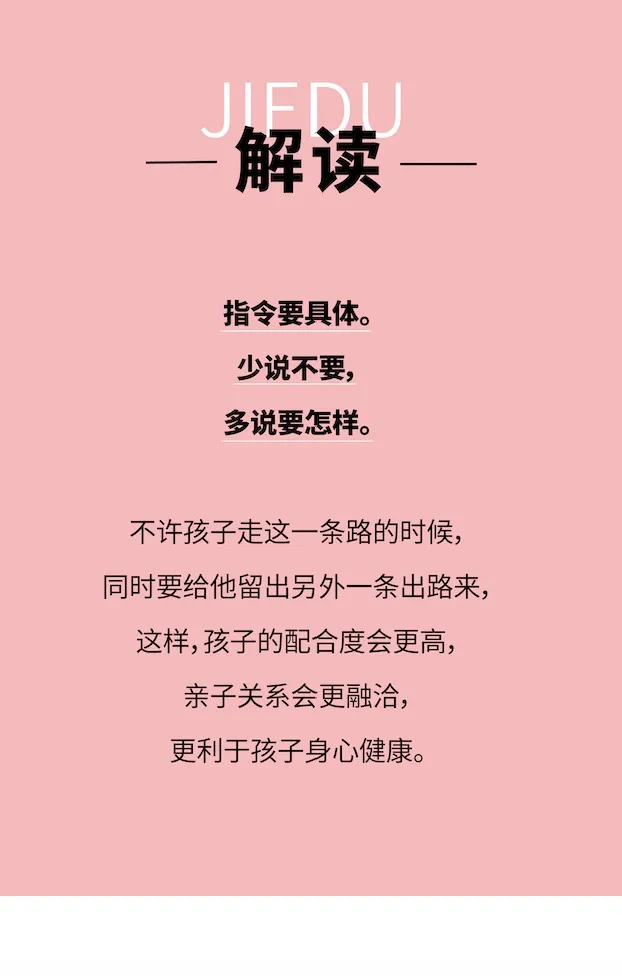 JIEDU
解读
指令要具体。
少说不要,
多说要怎样。
不许孩子走这一条路的时候,
同时要给他留出另外一条出路来,
这样,孩子的配合度会更高,
亲子关系会更融洽,
更利于孩子身心健康。